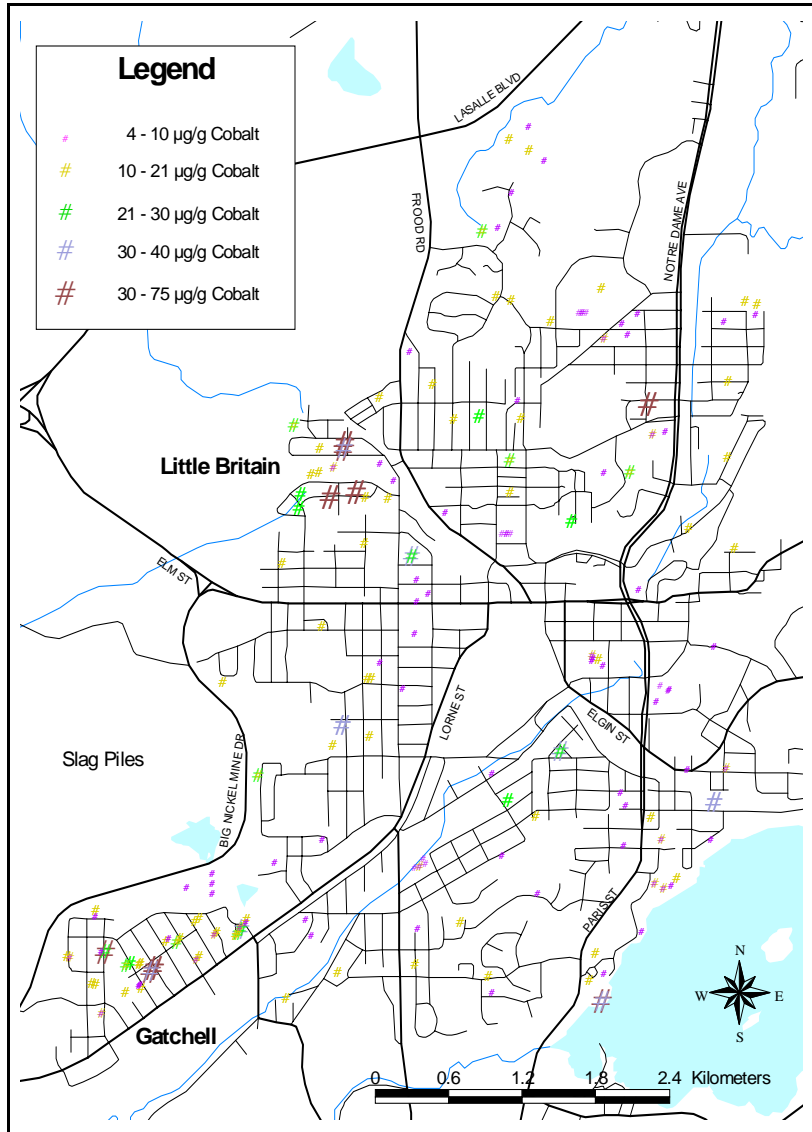 Legend
# 4 - 10 µg/g Cobalt
# 10 - 21 µg/g Cobalt
# 21 - 30 µg/g Cobalt
# 30 - 40 µg/g Cobalt
# 30 - 75 µg/g Cobalt
LASALLE BLVD
FROOD RD
NOTRE DAME AVE
Little Britain
ELM ST
LORNE ST
ELGIN ST
Slag Piles
BIG NICKEL MINE DR
PARIS ST
Gatchell
N
W
E
S
0 0.6 1.2 1.8 2.4 Kilometers